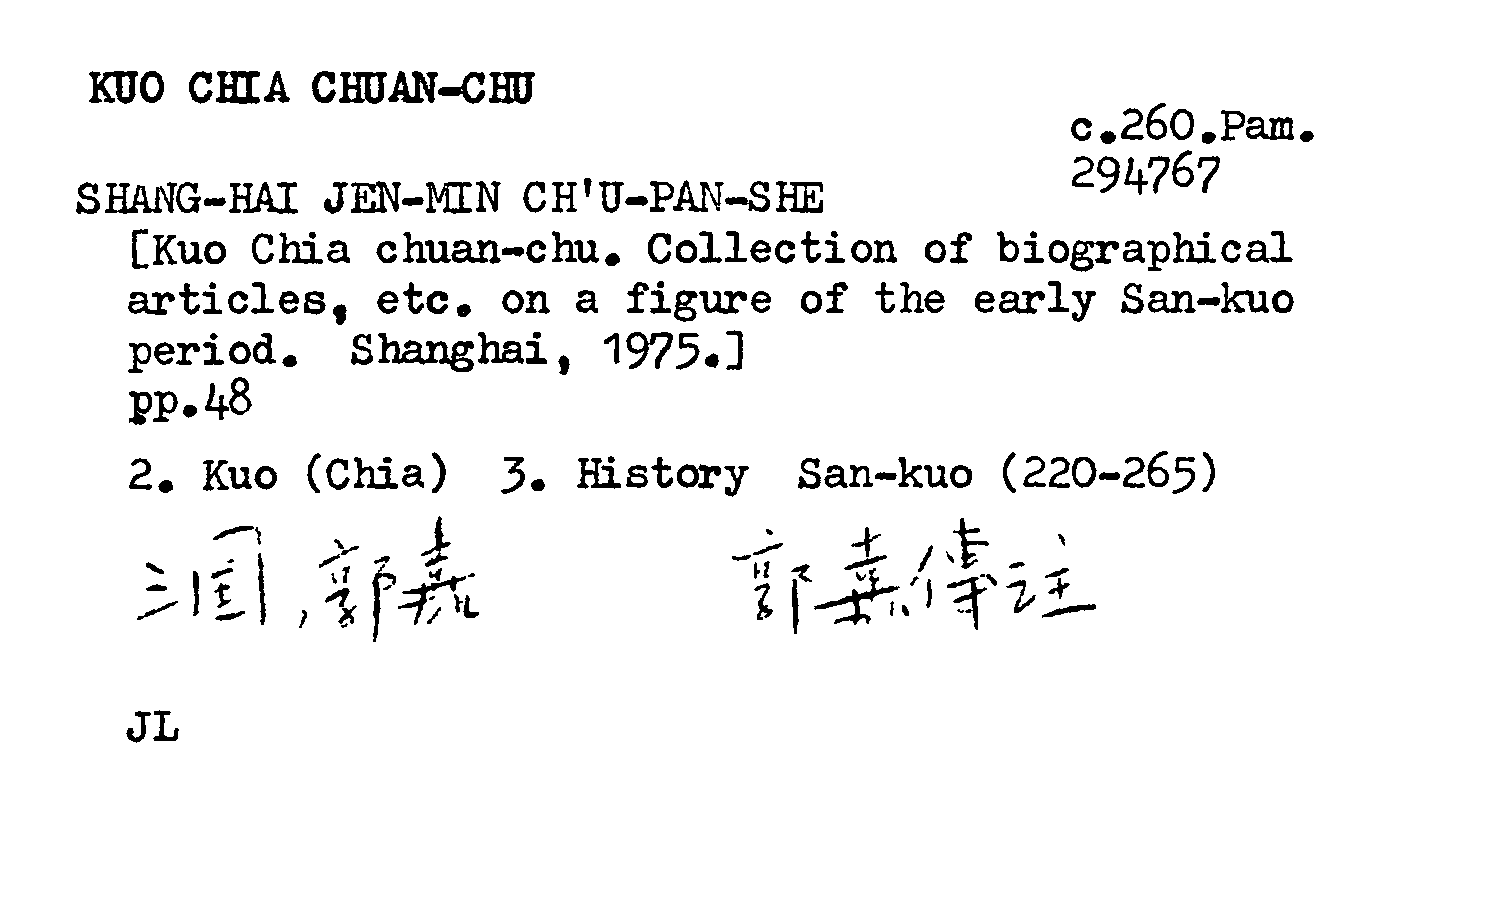 KUO CHIA CHUAN-CHU
c.260.Pam.
294767
SHANG-HAI JEN-MIN CH'U-PAN-SHE
[Kuo Chia chuan-chu. Collection of biographical
articles, etc. on a figure of the early San-kuo
period. Shanghai, 1975.]
pp.48
2. Kuo (Chia) 3. History San-kuo (220-265)
三国,郭嘉 郭嘉傳注
JL